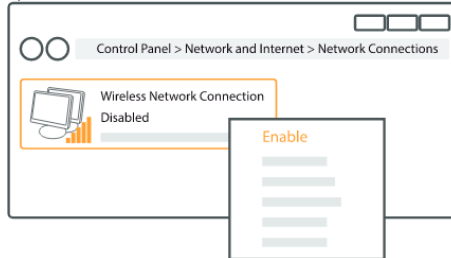 Control Panel > Network and Internet > Network Connections
Wireless Network Connection
Disabled
Enable